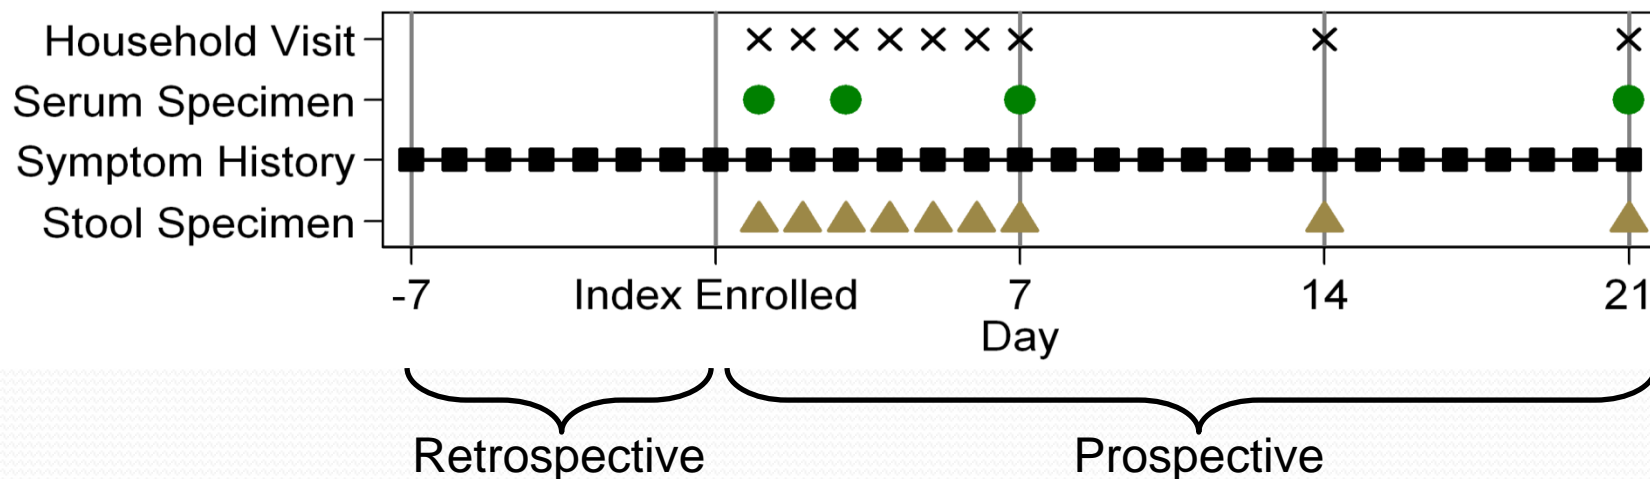 Household Visit
Serum Specimen
Symptom History
Stool Specimen
-7 Index Enrolled 7 14 21
Day
Retrospective Prospective